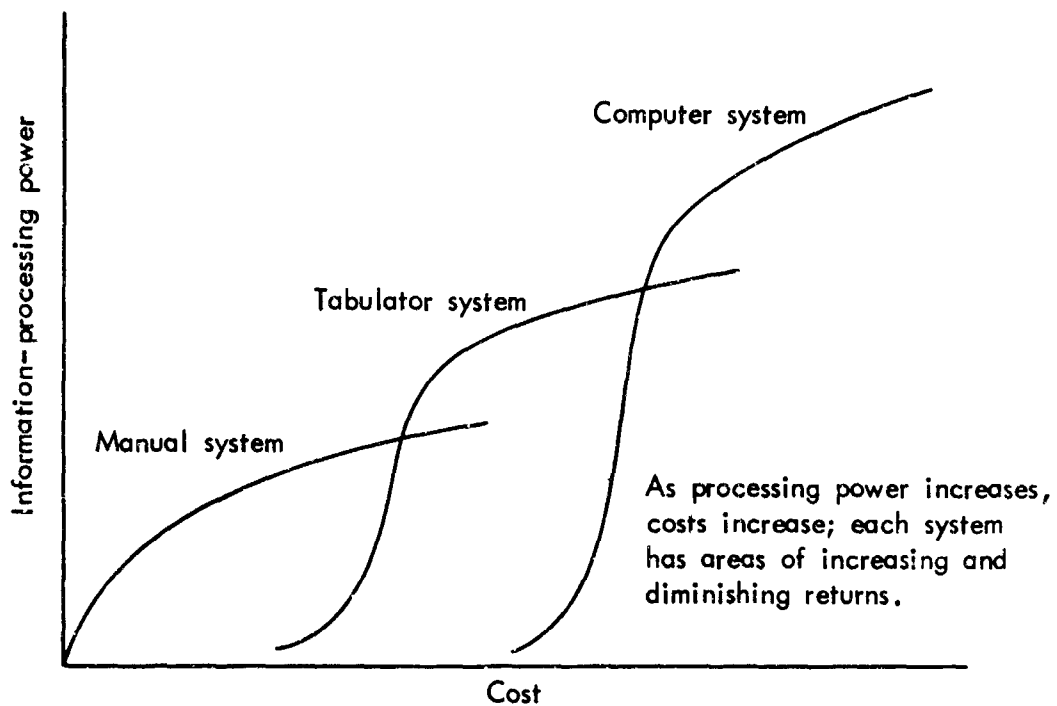 Information-processing power
Computer system
Tabulator system
Manual system
As processing power increases,
costs increase; each system
has areas of increasing and
diminishing returns.
Cost